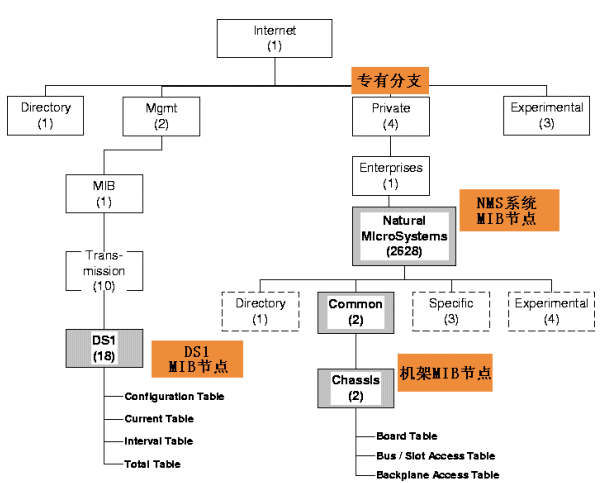 Internet
(1)
专有分支
Directory
(1)
Mgmt
(2)
Private
(4)
Experimental
(3)
MIB
(1)
Enterprises
(1)
Natural
MicroSystems
(2628)
NMS系统
MIB节点
Trans-
mission
(10)
Directory
(1)
Common
(2)
Specific
(3)
Experimental
(4)
DS1
(18)
DS1
MIB节点
Chassis
(2)
机架MIB节点
Configuration Table
Current Table
Interval Table
Total Table
Board Table
Bus / Slot Access Table
Backplane Access Table